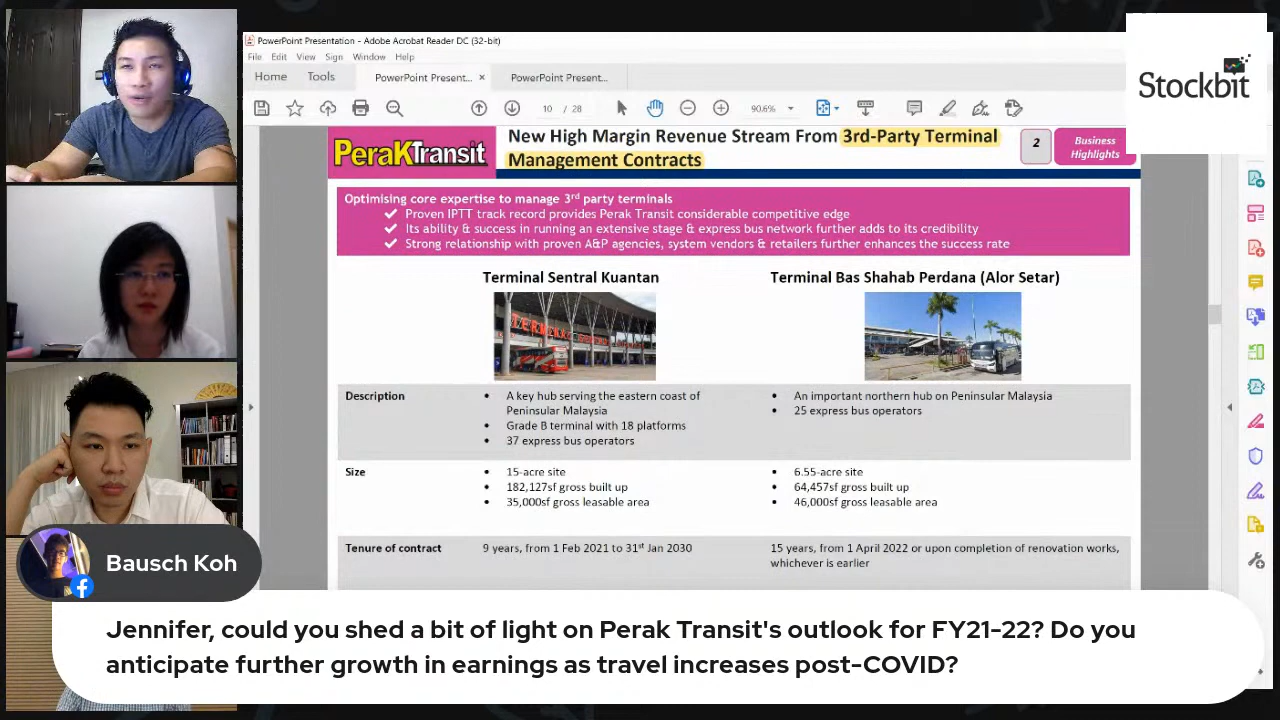 PowerPoint Presentation - Adobe Acrobat Reader DC (32-bit)
File Edit View Sign Window Help
Home Tools PowerPoint Present... × PowerPoint Present...
10 / 28 90.6%
Stockbit
PeraKTransit
New High Margin Revenue Stream From 3rd-Party Terminal
Management Contracts
2
Business
Highlights
Optimising core expertise to manage 3rd party terminals
Proven IPTT track record provides Perak Transit considerable competitive edge
Its ability & success in running an extensive stage & express bus network further adds to its credibility
Strong relationship with proven A&P agencies, system vendors & retailers further enhances the success rate
Terminal Sentral Kuantan
Terminal Bas Shahab Perdana (Alor Setar)
Description
• A key hub serving the eastern coast of
Peninsular Malaysia
• Grade B terminal with 18 platforms
• 37 express bus operators
• An important northern hub on Peninsular Malaysia
• 25 express bus operators
Size
• 15-acre site
• 182,127sf gross built up
• 35,000sf gross leasable area
• 6.55-acre site
• 64,457sf gross built up
• 46,000sf gross leasable area
Tenure of contract
9 years, from 1 Feb 2021 to 31st Jan 2030
15 years, from 1 April 2022 or upon completion of renovation works,
whichever is earlier
Bausch Koh
Jennifer, could you shed a bit of light on Perak Transit's outlook for FY21-22? Do you
anticipate further growth in earnings as travel increases post-COVID?